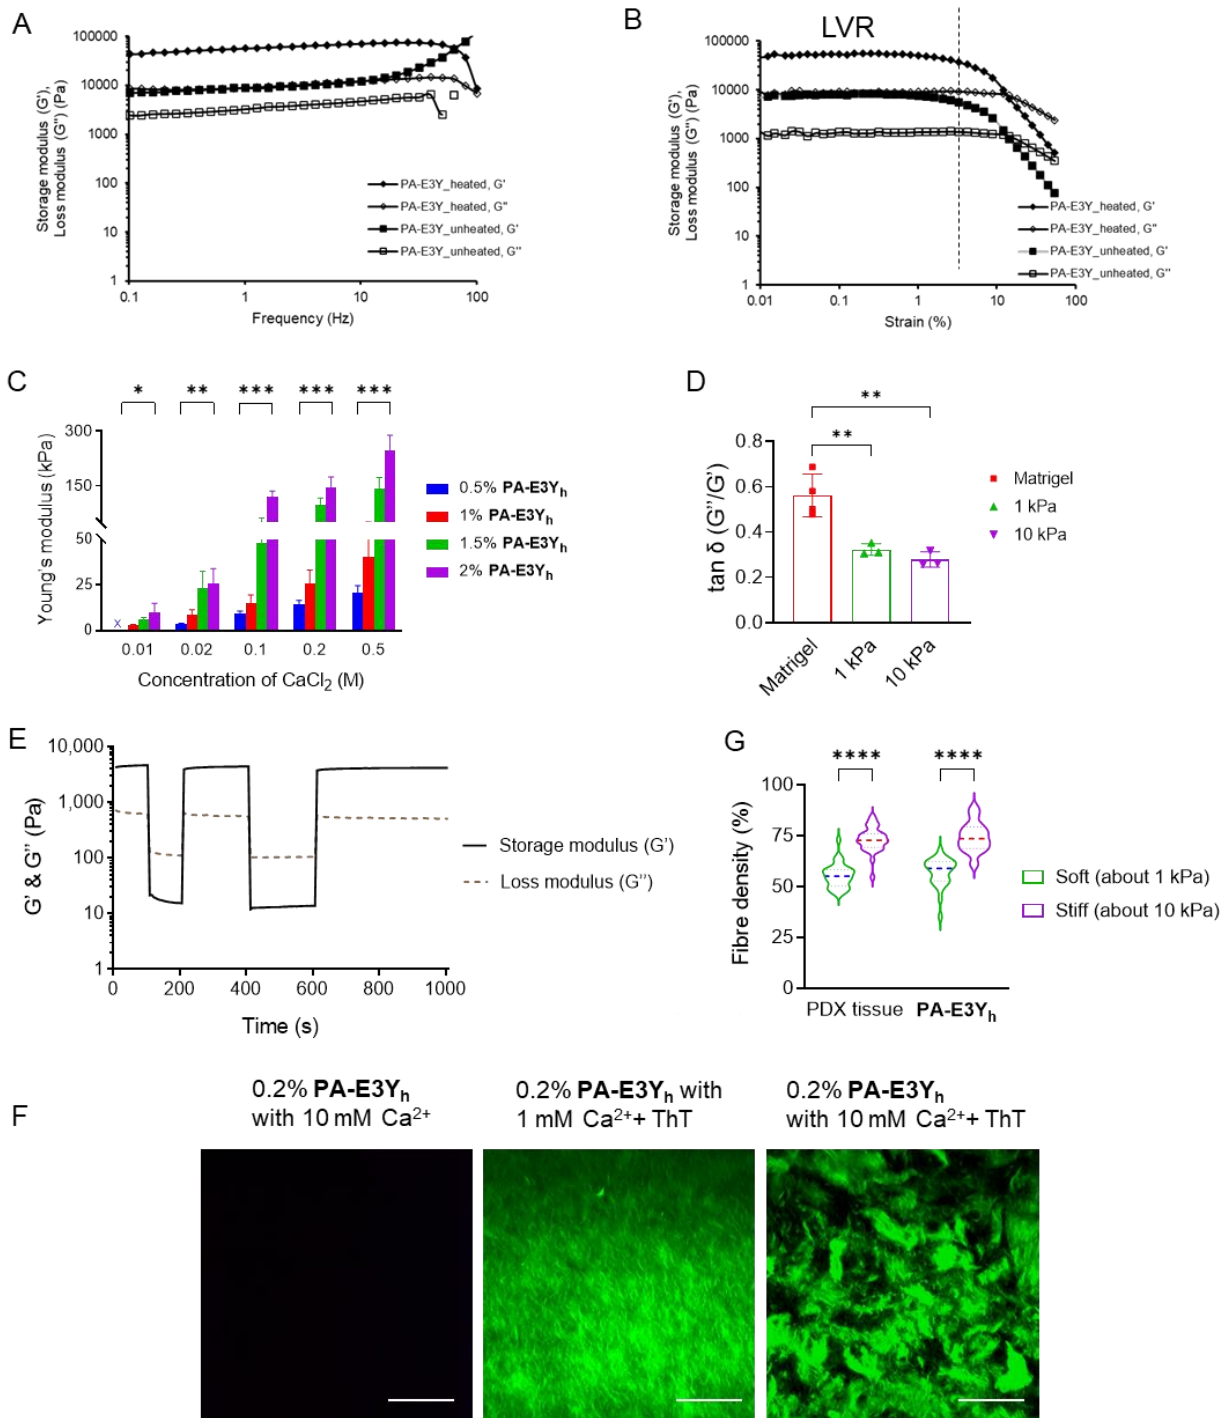 A
Storage modulus (G'),
Loss modulus (G'') (Pa)
100000
10000
1000
100
10
1
0.1
1
10
100
Frequency (Hz)
PA-E3Y_heated, G'
PA-E3Y_heated, G''
PA-E3Y_unheated, G'
PA-E3Y_unheated, G''
B
LVR
Storage modulus (G'),
Loss modulus (G'') (Pa)
100000
10000
1000
100
10
1
0.01
0.1
1
10
100
Strain (%)
PA-E3Y_heated, G'
PA-E3Y_heated, G''
PA-E3Y_unheated, G'
PA-E3Y_unheated, G''
C
* ** *** *** ***
Young's modulus (kPa)
300
150
50
25
0
x
0.01 0.02 0.1 0.2 0.5
Concentration of CaCl₂ (M)
0.5% PA-E3Yₕ
1% PA-E3Yₕ
1.5% PA-E3Yₕ
2% PA-E3Yₕ
D
**
**
tan δ (G''/G')
0.8
0.6
0.4
0.2
0.0
Matrigel
1 kPa
10 kPa
Matrigel
1 kPa
10 kPa
E
G' & G'' (Pa)
10,000
1,000
100
10
1
0 200 400 600 800 1000
Time (s)
Storage modulus (G')
Loss modulus (G'')
G
**** ****
Fibre density (%)
100
75
50
25
0
PDX tissue PA-E3Yₕ
Soft (about 1 kPa)
Stiff (about 10 kPa)
F
0.2% PA-E3Yₕ
with 10 mM Ca²⁺
0.2% PA-E3Yₕ with
1 mM Ca²⁺+ ThT
0.2% PA-E3Yₕ
with 10 mM Ca²⁺+ ThT